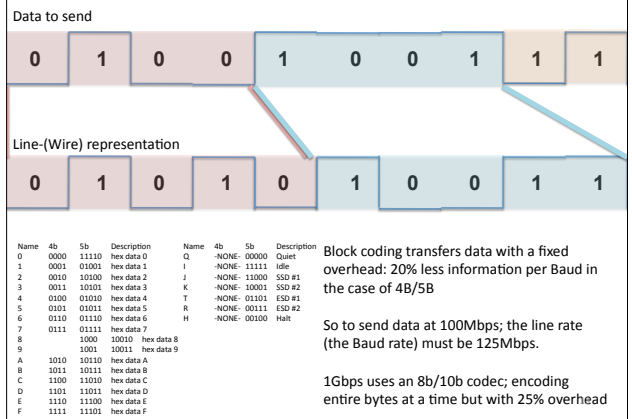 Data to send
0 1 0 0 1 0 0 1 1 1
Line-(Wire) representation
0 1 0 1 0 1 0 0 1 1
Name 4b 5b Description
0 0000 11110 hex data 0
1 0001 01001 hex data 1
2 0010 10100 hex data 2
3 0011 10101 hex data 3
4 0100 01010 hex data 4
5 0101 01011 hex data 5
6 0110 01110 hex data 6
7 0111 01111 hex data 7
8 1000 10010 hex data 8
9 1001 10011 hex data 9
A 1010 10110 hex data A
B 1011 10111 hex data B
C 1100 11010 hex data C
D 1101 11011 hex data D
E 1110 11100 hex data E
F 1111 11101 hex data F
Name 4b 5b Description
Q -NONE- 00000 Quiet
I -NONE- 11111 Idle
J -NONE- 11000 SSD #1
K -NONE- 10001 SSD #2
T -NONE- 01101 ESD #1
R -NONE- 00111 ESD #2
H -NONE- 00100 Halt
Block coding transfers data with a fixed
overhead: 20% less information per Baud in
the case of 4B/5B
So to send data at 100Mbps; the line rate
(the Baud rate) must be 125Mbps.
1Gbps uses an 8b/10b codec; encoding
entire bytes at a time but with 25% overhead